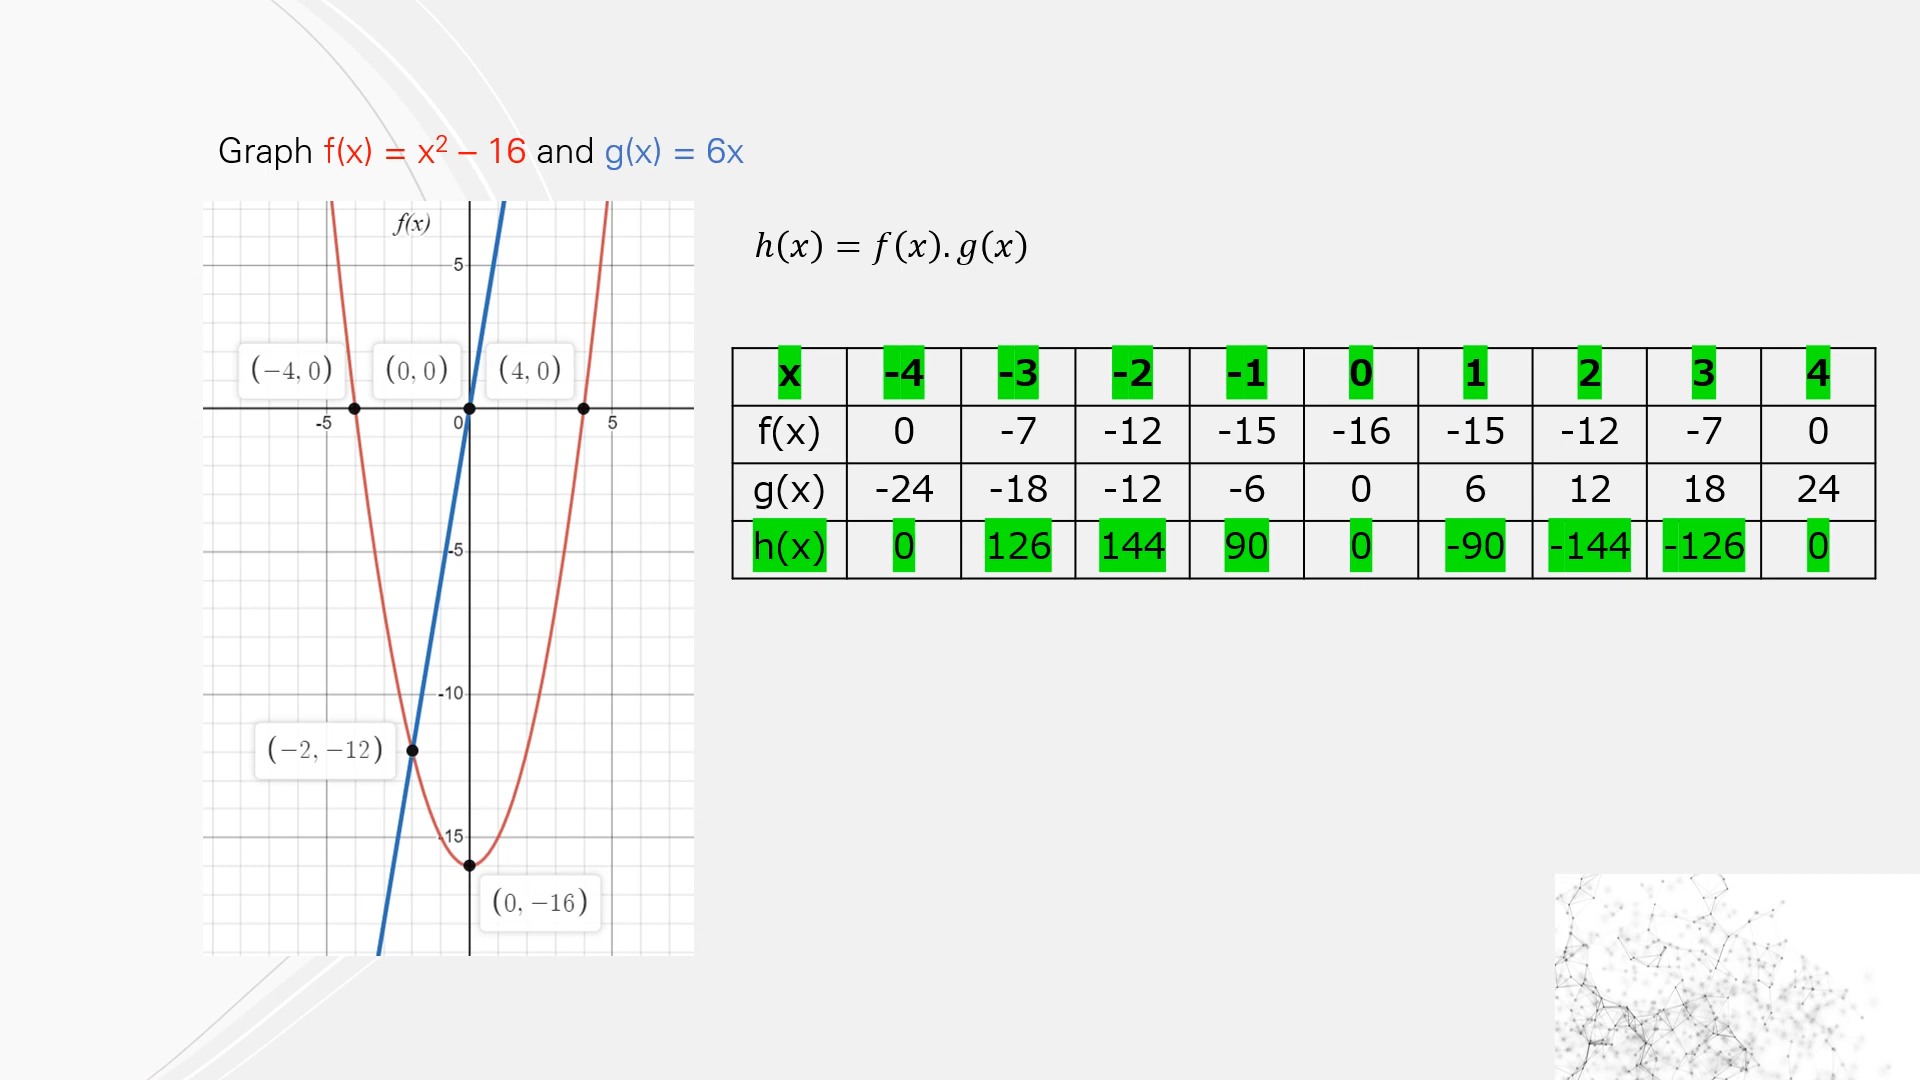 Graph f(x) = x² – 16 and g(x) = 6x
f(x)
5
(−4, 0) (0, 0) (4, 0)
-5 0 5
-5
-10
(−2, −12)
-15
(0, −16)
h(x) = f(x). g(x)
x -4 -3 -2 -1 0 1 2 3 4
f(x) 0 -7 -12 -15 -16 -15 -12 -7 0
g(x) -24 -18 -12 -6 0 6 12 18 24
h(x) 0 126 144 90 0 -90 -144 -126 0